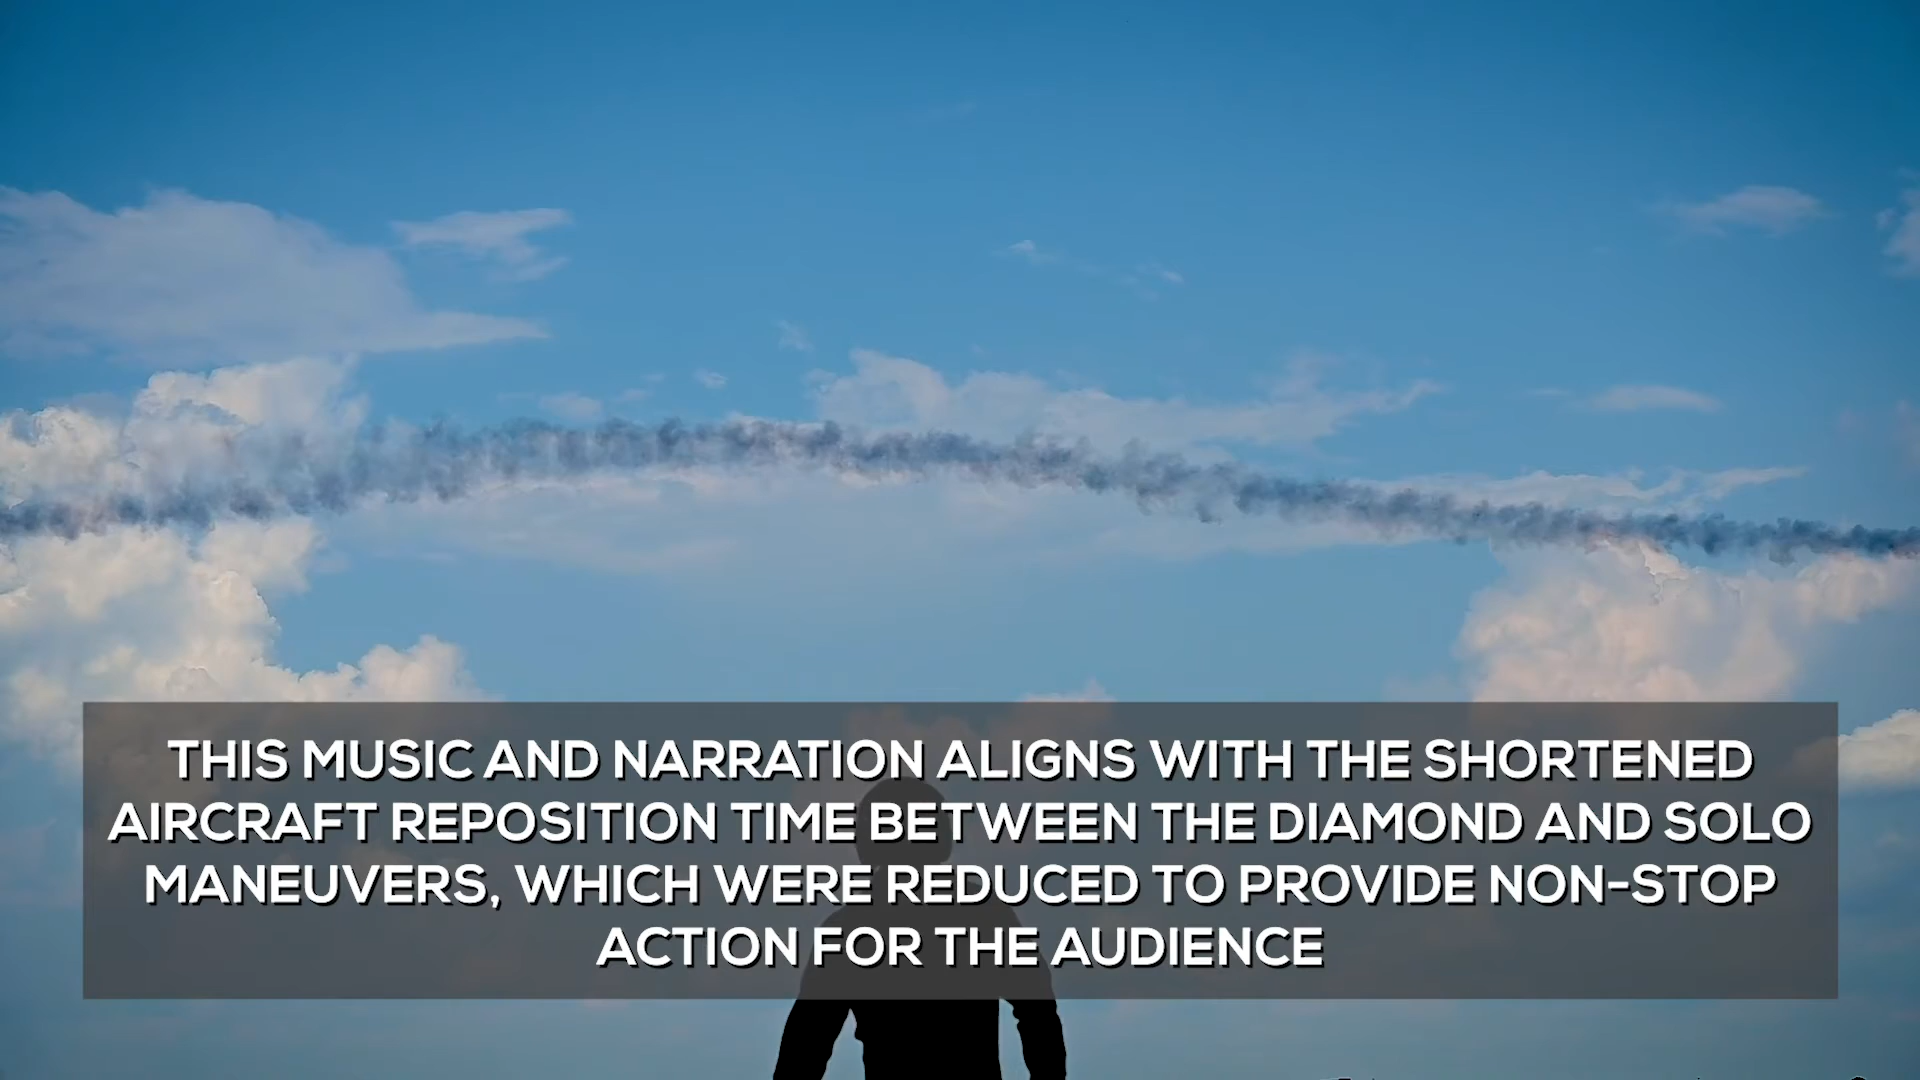 THIS MUSIC AND NARRATION ALIGNS WITH THE SHORTENED
AIRCRAFT REPOSITION TIME BETWEEN THE DIAMOND AND SOLO
MANEUVERS, WHICH WERE REDUCED TO PROVIDE NON-STOP
ACTION FOR THE AUDIENCE